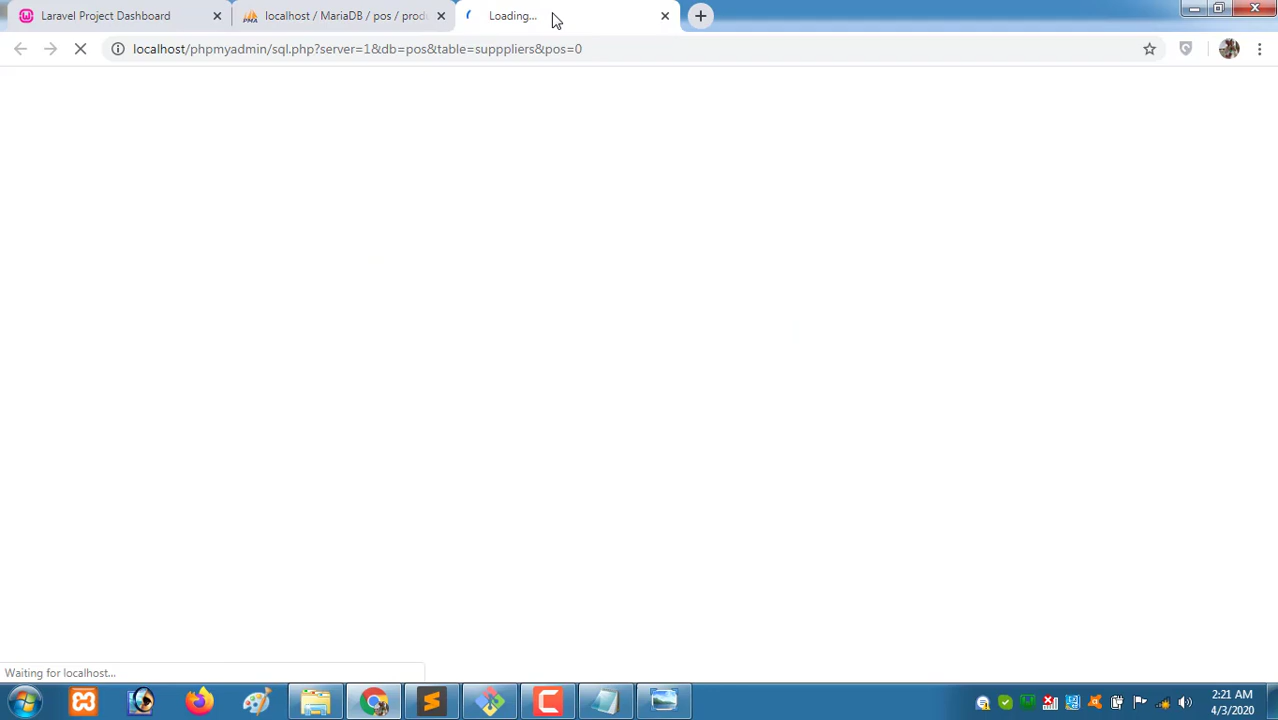 Laravel Project Dashboard
localhost / MariaDB / pos / prod
Loading...
localhost/phpmyadmin/sql.php?server=1&db=pos&table=supppliers&pos=0
Waiting for localhost...
2:21 AM
4/3/2020